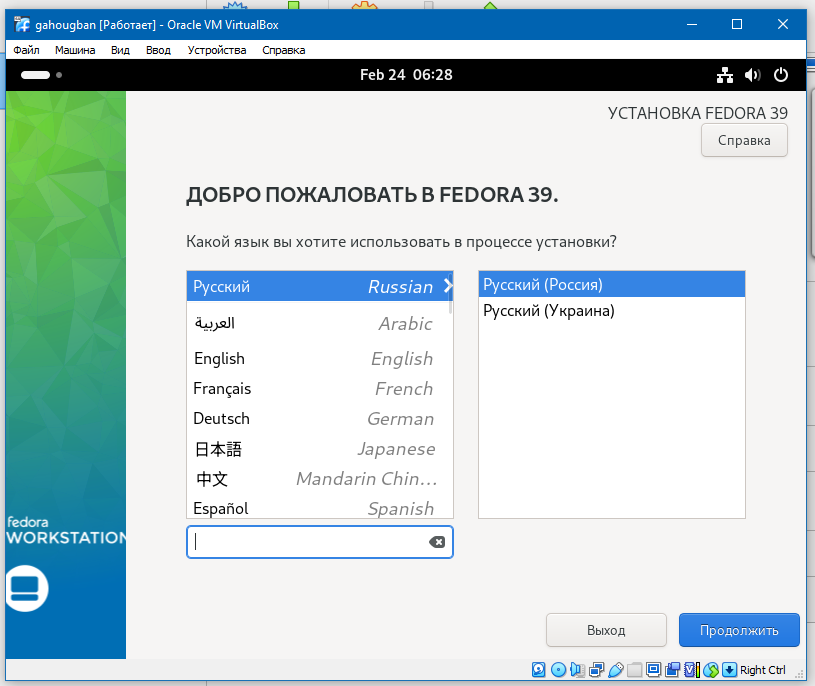 gahougban [Работает] - Oracle VM VirtualBox
Файл Машина Вид Ввод Устройства Справка
Feb 24 06:28
УСТАНОВКА FEDORA 39
Справка
ДОБРО ПОЖАЛОВАТЬ В FEDORA 39.
Какой язык вы хотите использовать в процессе установки?
Русский Russian
العربية Arabic
English English
Français French
Deutsch German
日本語 Japanese
中文 Mandarin Chin…
Español Spanish
Русский (Россия)
Русский (Украина)
fedora
WORKSTATION
Выход
Продолжить
Right Ctrl